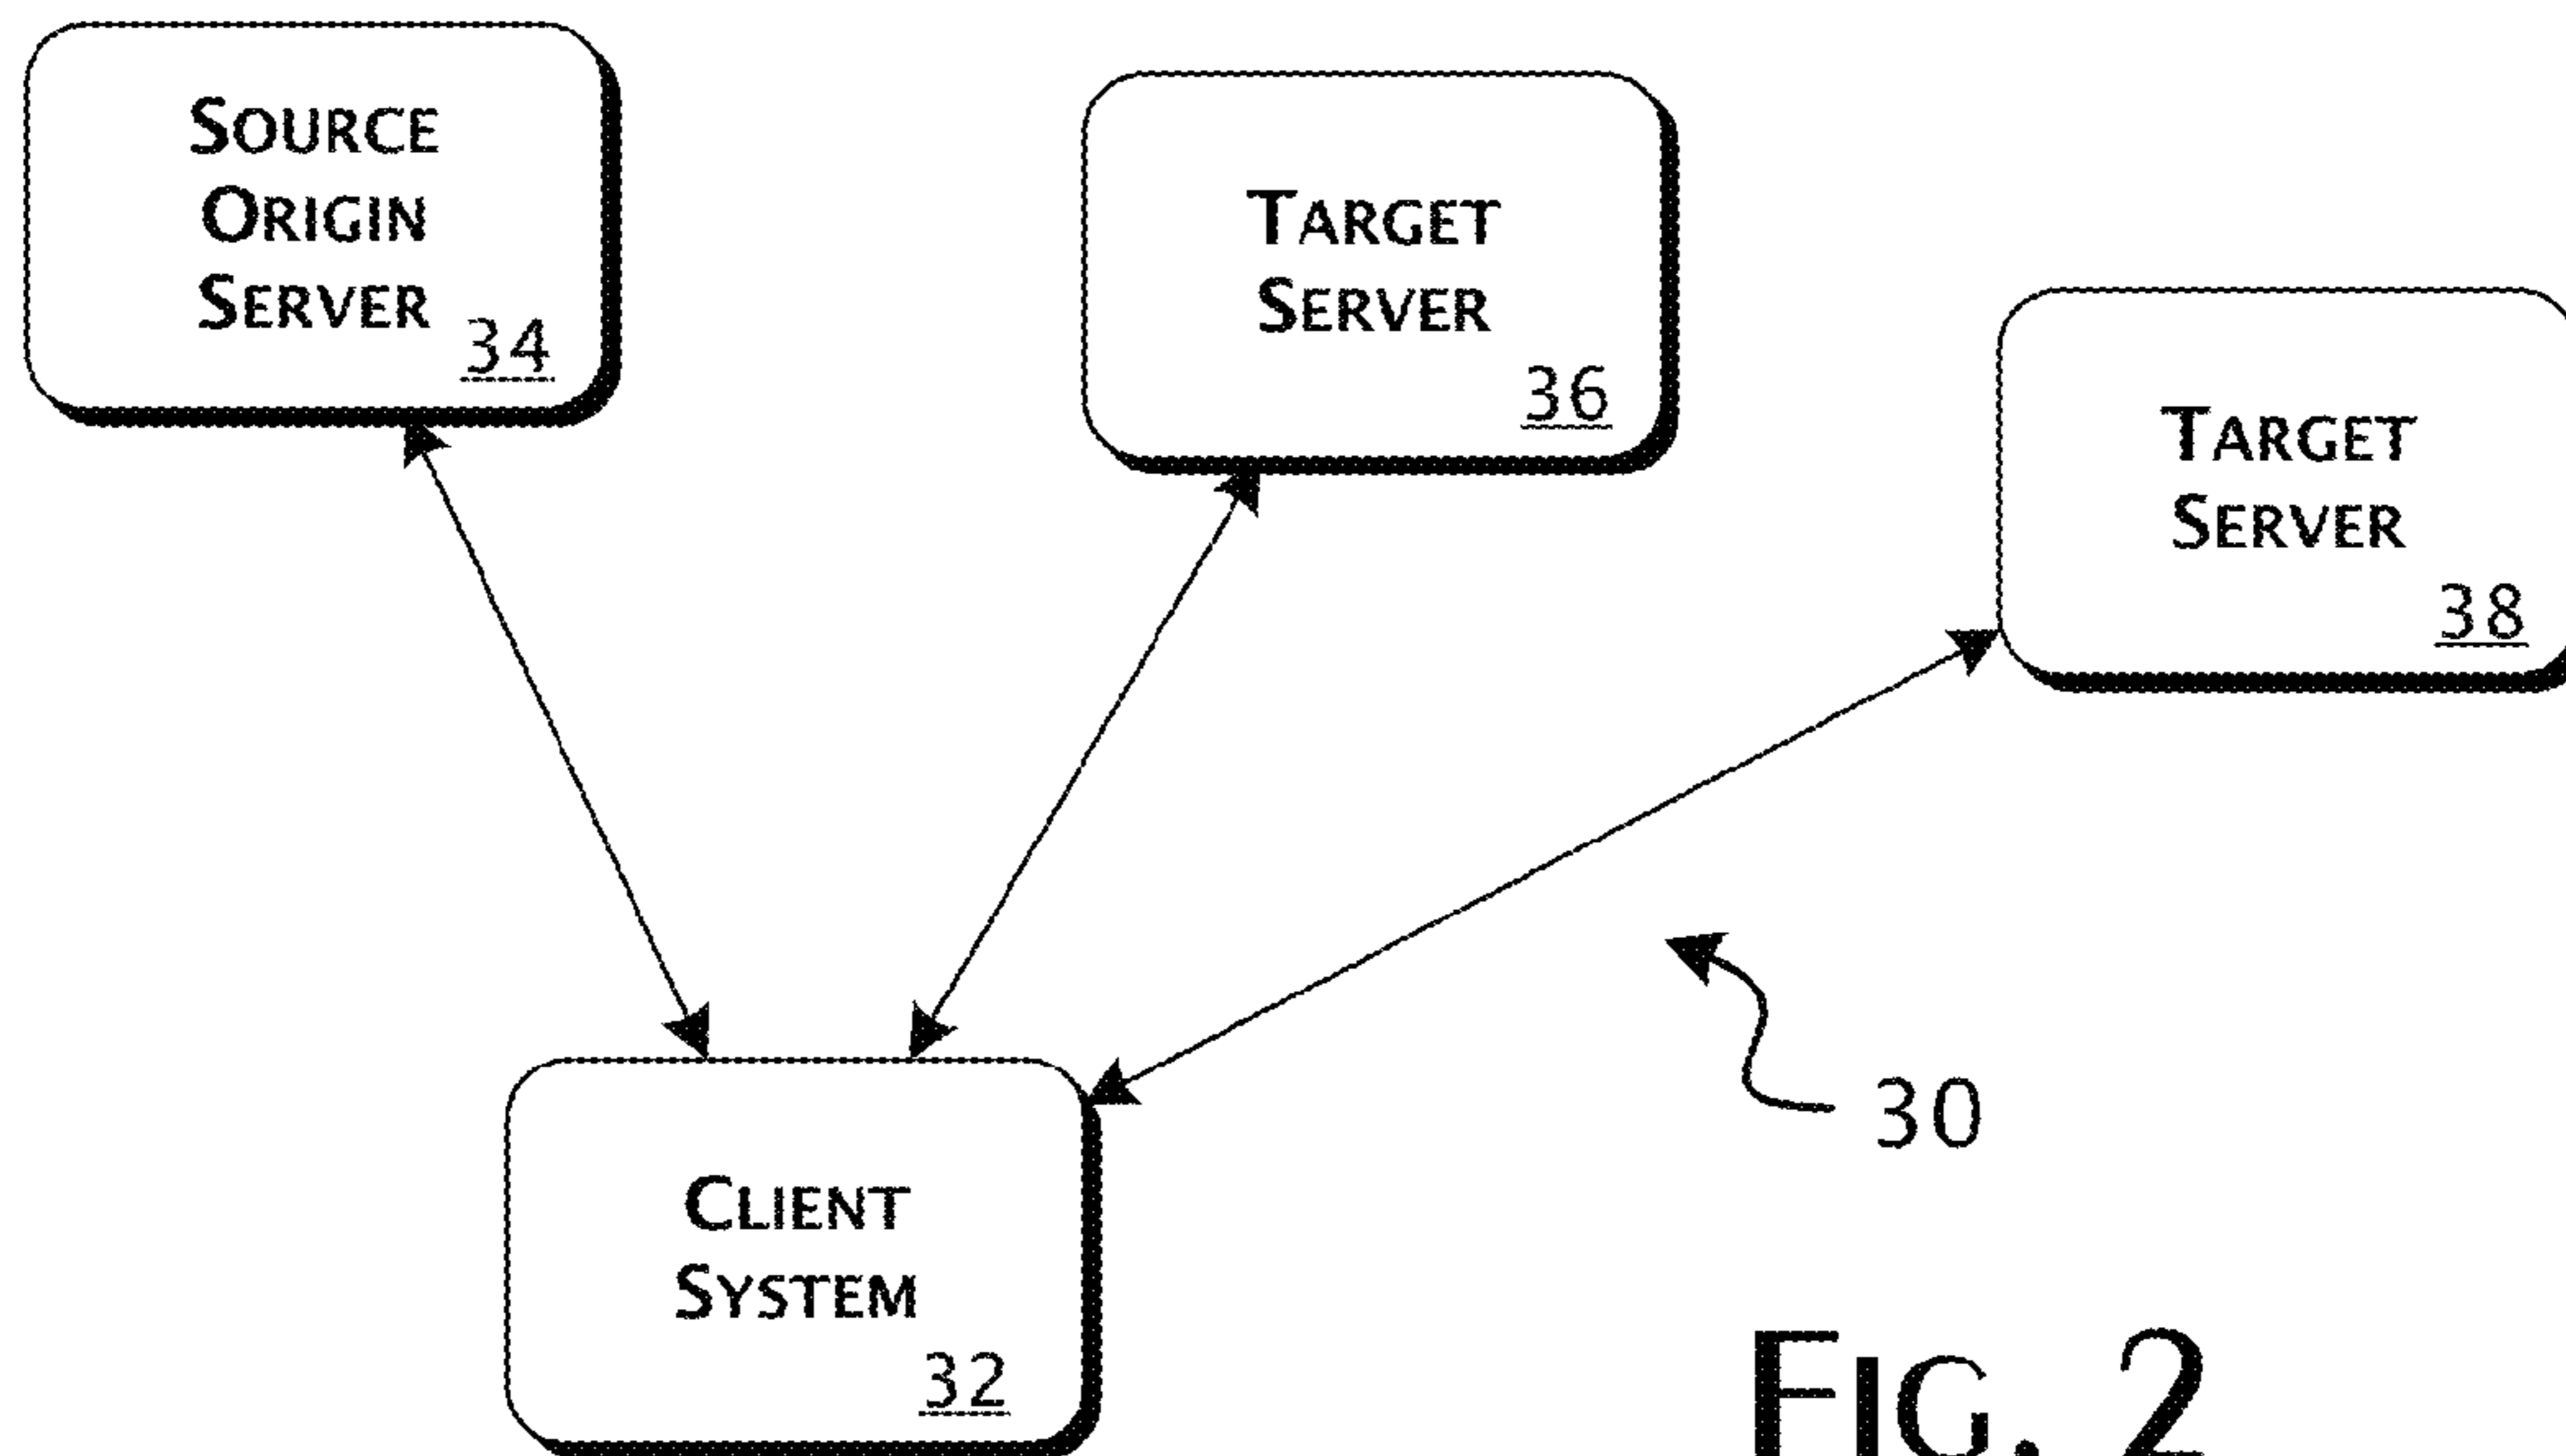 SOURCE
ORIGIN
SERVER
34
TARGET
SERVER
36
TARGET
SERVER
38
30
CLIENT
SYSTEM
32
FIG. 2